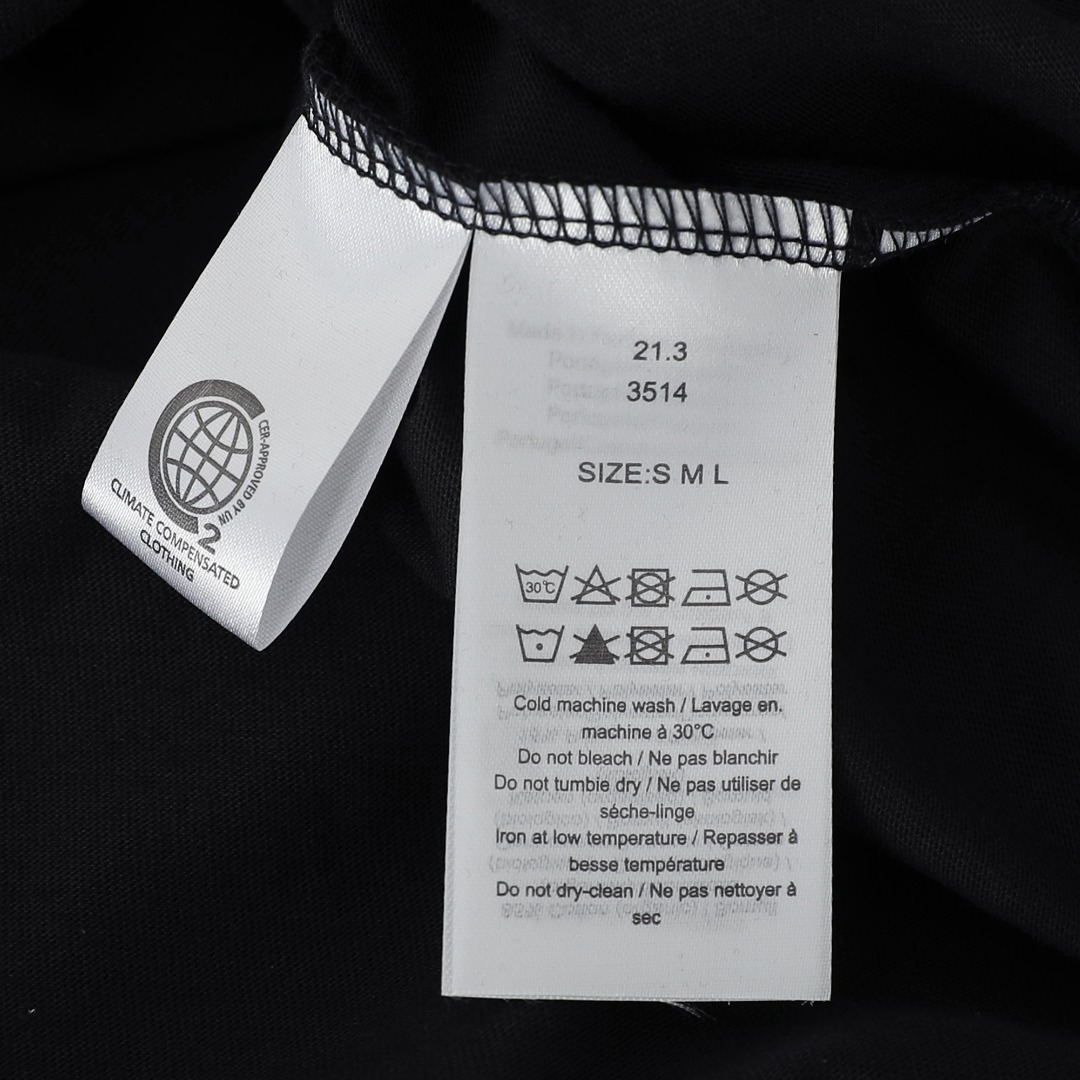 CER-APPROVED BY UN
2
CLIMATE COMPENSATED
CLOTHING
21.3
3514
SIZE:S M L
30°C
Cold machine wash / Lavage en.
machine à 30°C
Do not bleach / Ne pas blanchir
Do not tumbie dry / Ne pas utiliser de
séche-linge
Iron at low temperature / Repasser à
besse température
Do not dry-clean / Ne pas nettoyer à
sec